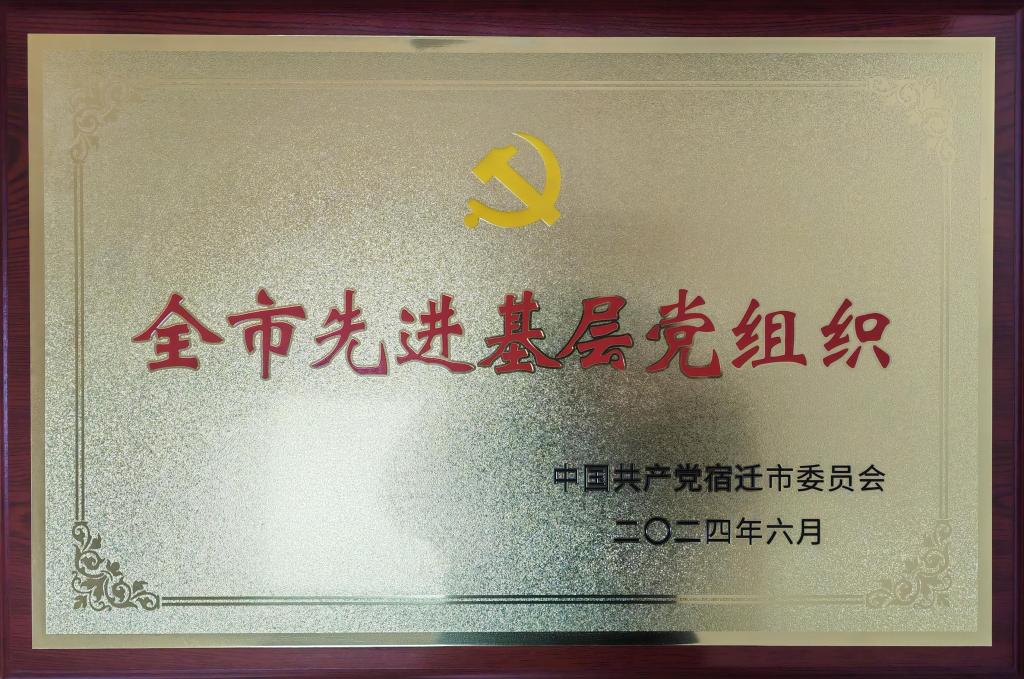 全市先进基层党组织
中国共产党宿迁市委员会
二〇二四年六月